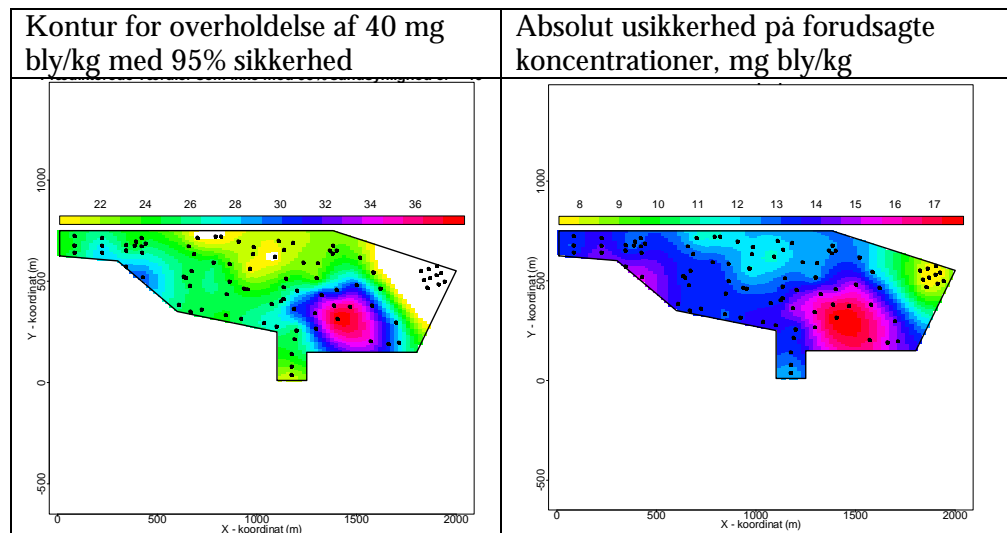 Kontur for overholdelse af 40 mg
bly/kg med 95% sikkerhed
Absolut usikkerhed på forudsagte
koncentrationer, mg bly/kg
1000
22 24 26 28 30 32 34 36
500
0
-500
Y - koordinat (m)
0 500 1000 1500 2000
X - koordinat (m)
1000
8 9 10 11 12 13 14 15 16 17
500
0
-500
Y - koordinat (m)
0 500 1000 1500 2000
X - koordinat (m)